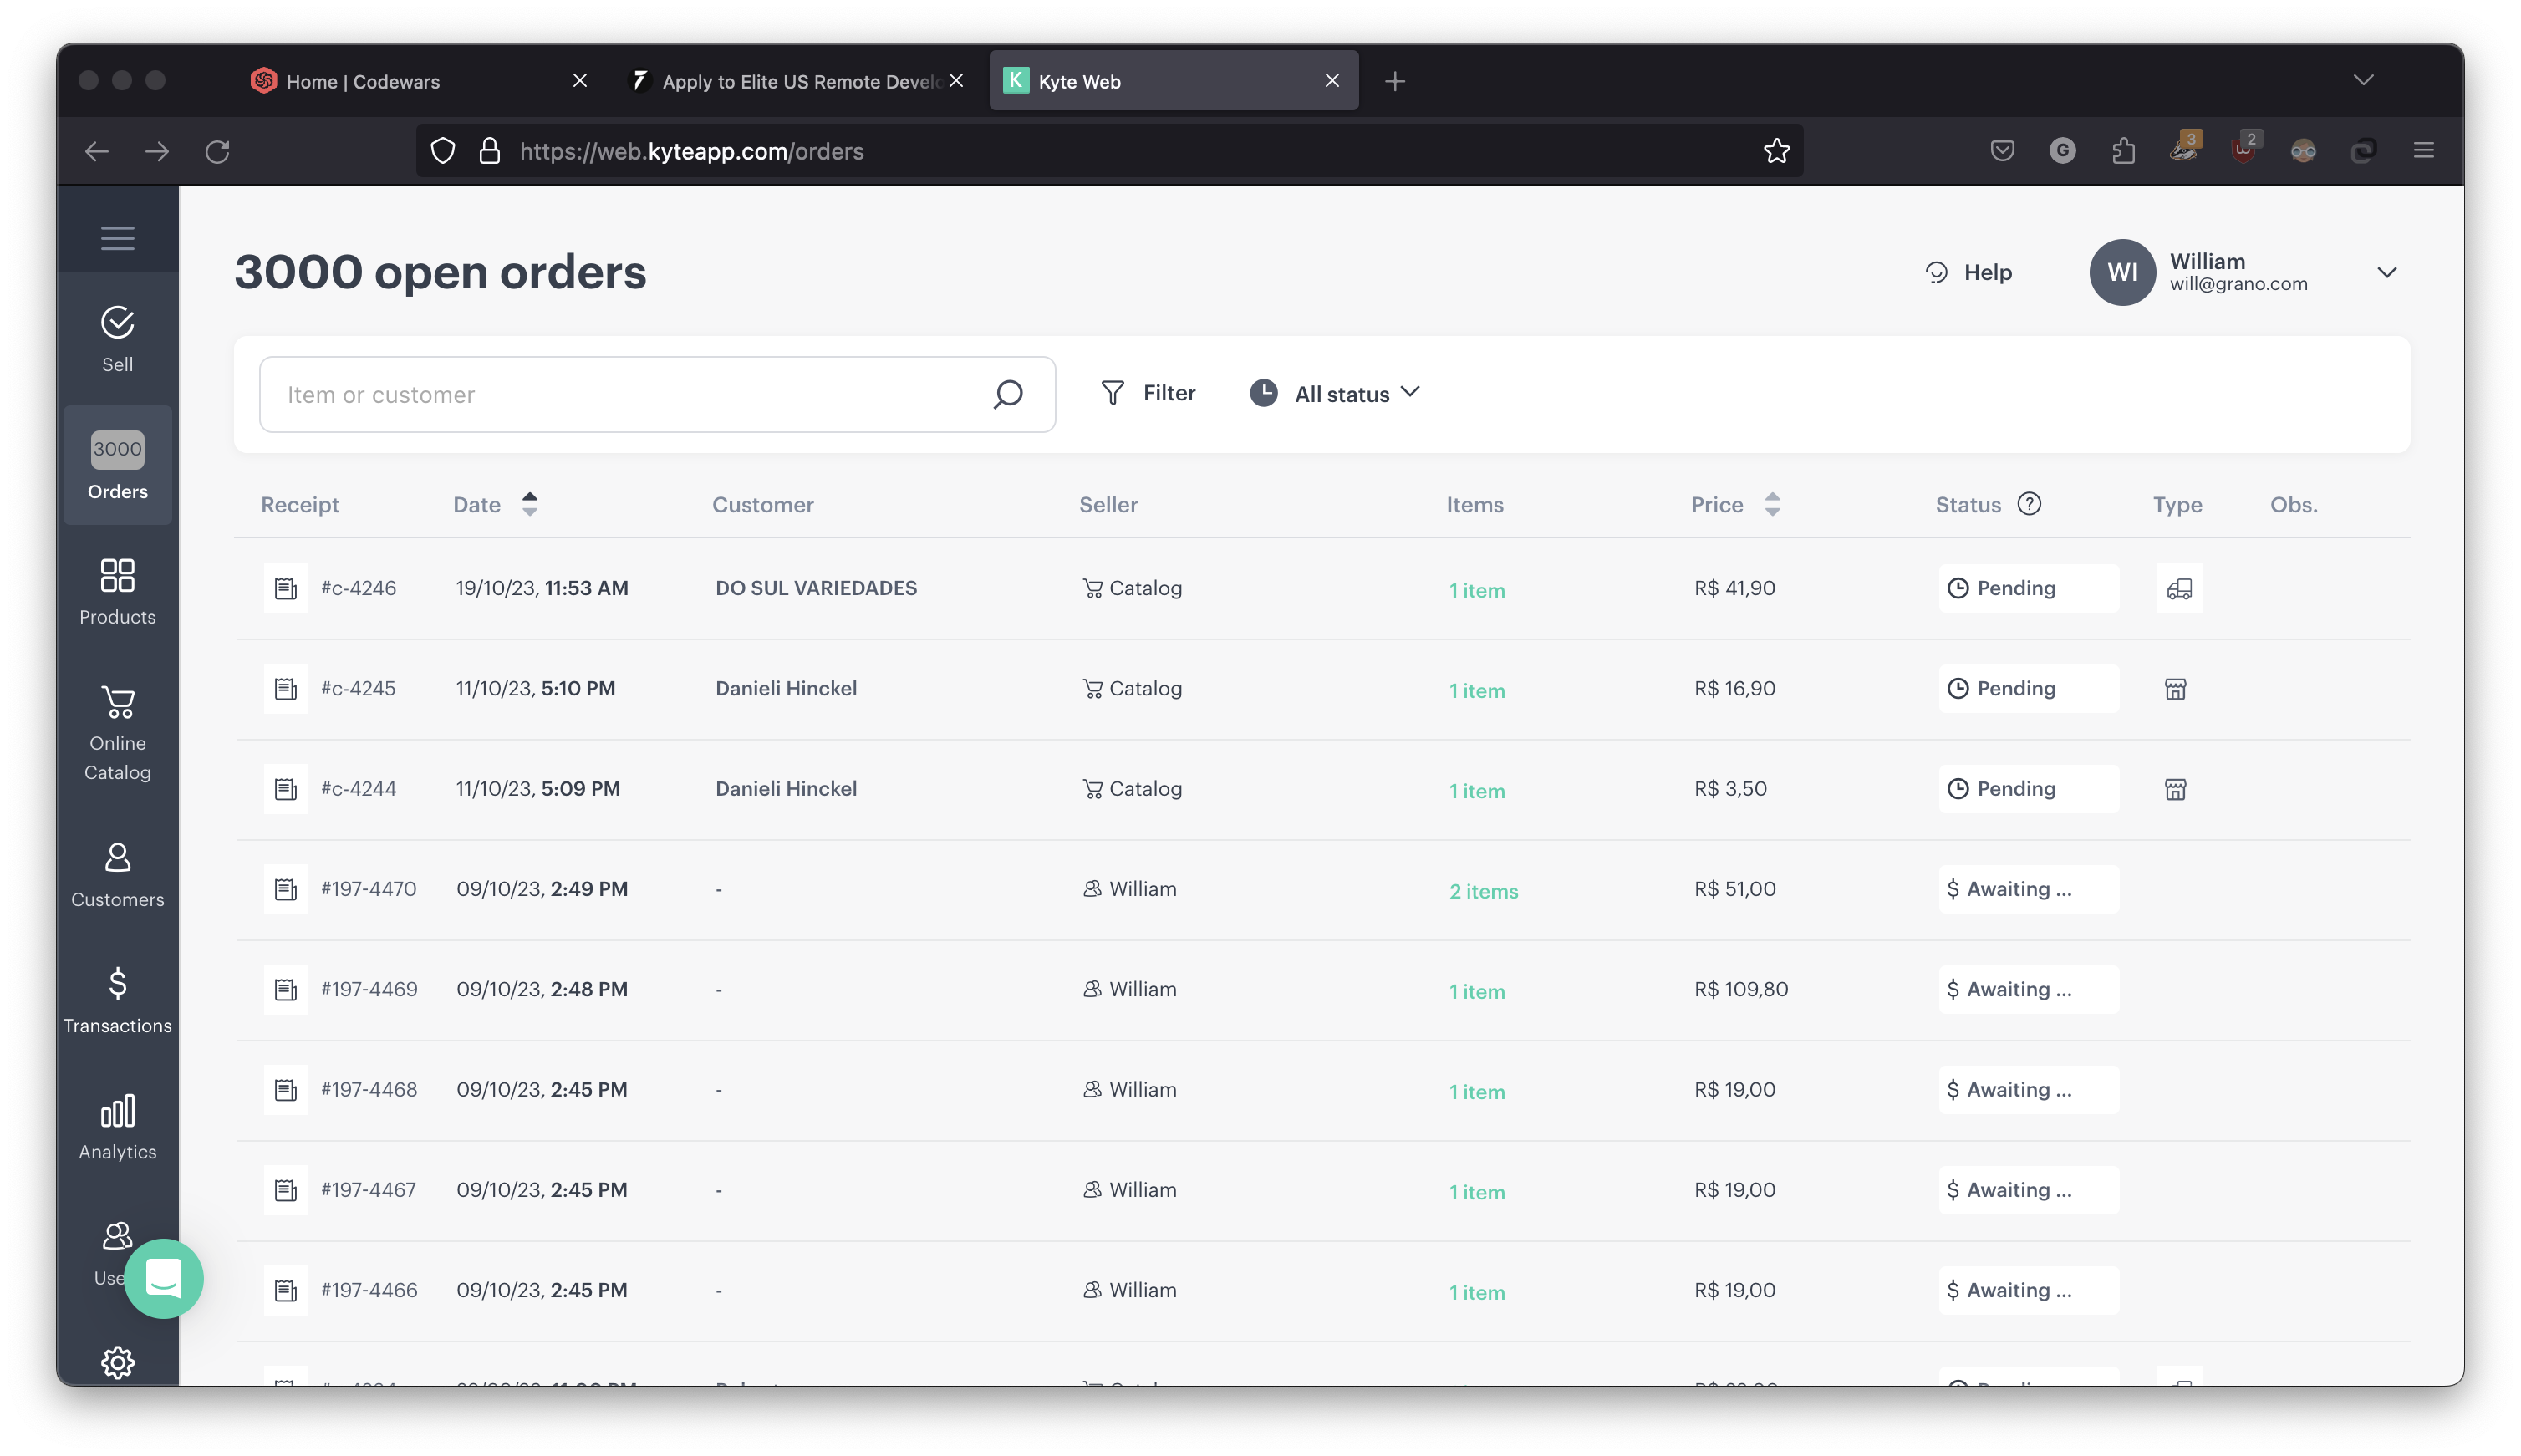 Home | Codewars
Apply to Elite US Remote Develo
Kyte Web
https://web.kyteapp.com/orders
G
3
2
3000 open orders
Help
WI
William
will@grano.com
Sell
Item or customer
Filter
All status
3000
Orders
Receipt Date Customer Seller Items Price Status ? Type Obs.
#c-4246 19/10/23, 11:53 AM DO SUL VARIEDADES Catalog 1 item R$ 41,90 Pending
Products
#c-4245 11/10/23, 5:10 PM Danieli Hinckel Catalog 1 item R$ 16,90 Pending
Online
Catalog
#c-4244 11/10/23, 5:09 PM Danieli Hinckel Catalog 1 item R$ 3,50 Pending
Customers
#197-4470 09/10/23, 2:49 PM - William 2 items R$ 51,00 $ Awaiting ...
#197-4469 09/10/23, 2:48 PM - William 1 item R$ 109,80 $ Awaiting ...
Transactions
#197-4468 09/10/23, 2:45 PM - William 1 item R$ 19,00 $ Awaiting ...
Analytics
#197-4467 09/10/23, 2:45 PM - William 1 item R$ 19,00 $ Awaiting ...
Use
#197-4466 09/10/23, 2:45 PM - William 1 item R$ 19,00 $ Awaiting ...